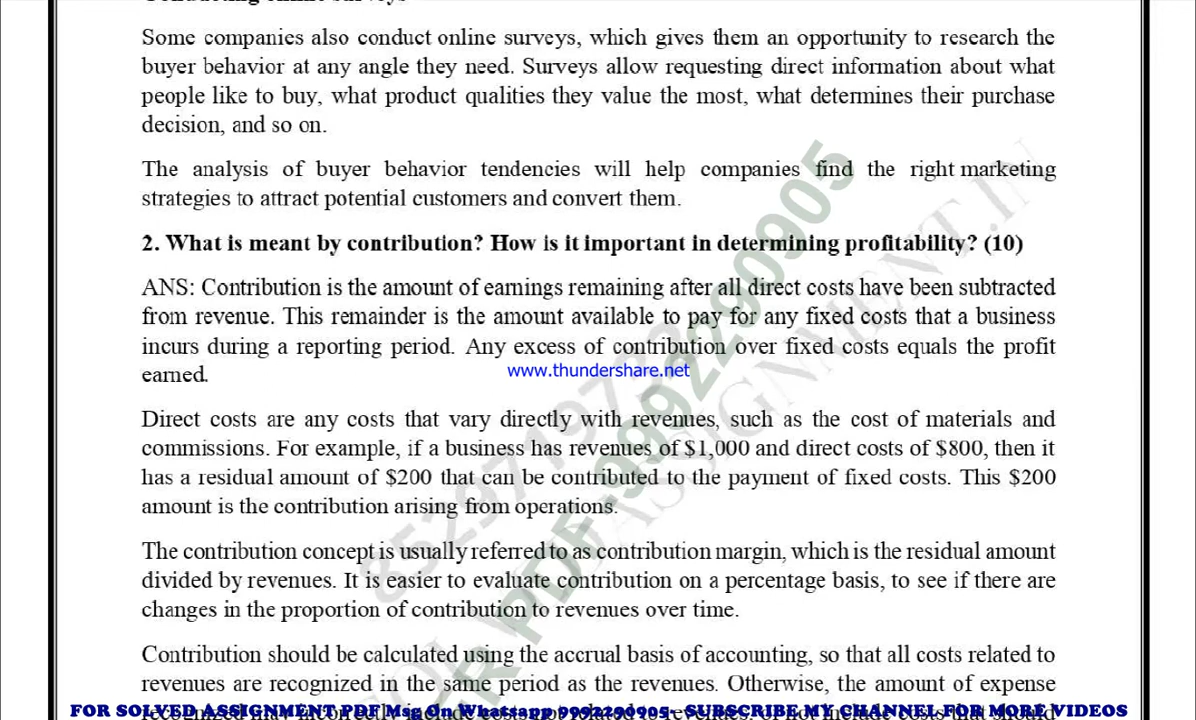 Some companies also conduct online surveys, which gives them an opportunity to research the
buyer behavior at any angle they need. Surveys allow requesting direct information about what
people like to buy, what product qualities they value the most, what determines their purchase
decision, and so on.
The analysis of buyer behavior tendencies will help companies find the right marketing
strategies to attract potential customers and convert them.
2. What is meant by contribution? How is it important in determining profitability? (10)
ANS: Contribution is the amount of earnings remaining after all direct costs have been subtracted
from revenue. This remainder is the amount available to pay for any fixed costs that a business
incurs during a reporting period. Any excess of contribution over fixed costs equals the profit
earned.
www.thundershare.net
Direct costs are any costs that vary directly with revenues, such as the cost of materials and
commissions. For example, if a business has revenues of $1,000 and direct costs of $800, then it
has a residual amount of $200 that can be contributed to the payment of fixed costs. This $200
amount is the contribution arising from operations.
The contribution concept is usually referred to as contribution margin, which is the residual amount
divided by revenues. It is easier to evaluate contribution on a percentage basis, to see if there are
changes in the proportion of contribution to revenues over time.
Contribution should be calculated using the accrual basis of accounting, so that all costs related to
revenues are recognized in the same period as the revenues. Otherwise, the amount of expense
FOR SOLVED ASSIGNMENT PDF Msg On Whatsapp 9992290905- SUBSCRIBE MY CHANNEL FOR MORE VIDEOS